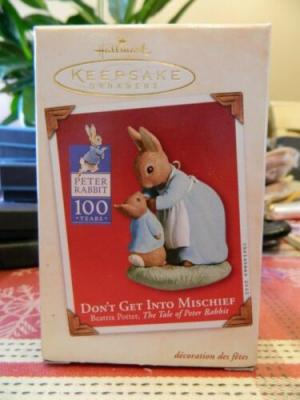 Hallmark
KEEPSAKE
ORNAMENT
PETER
RABBIT
100
YEARS
DON'T GET INTO MISCHIEF
Beatrix Potter, The Tale of Peter Rabbit
décoration des fêtes